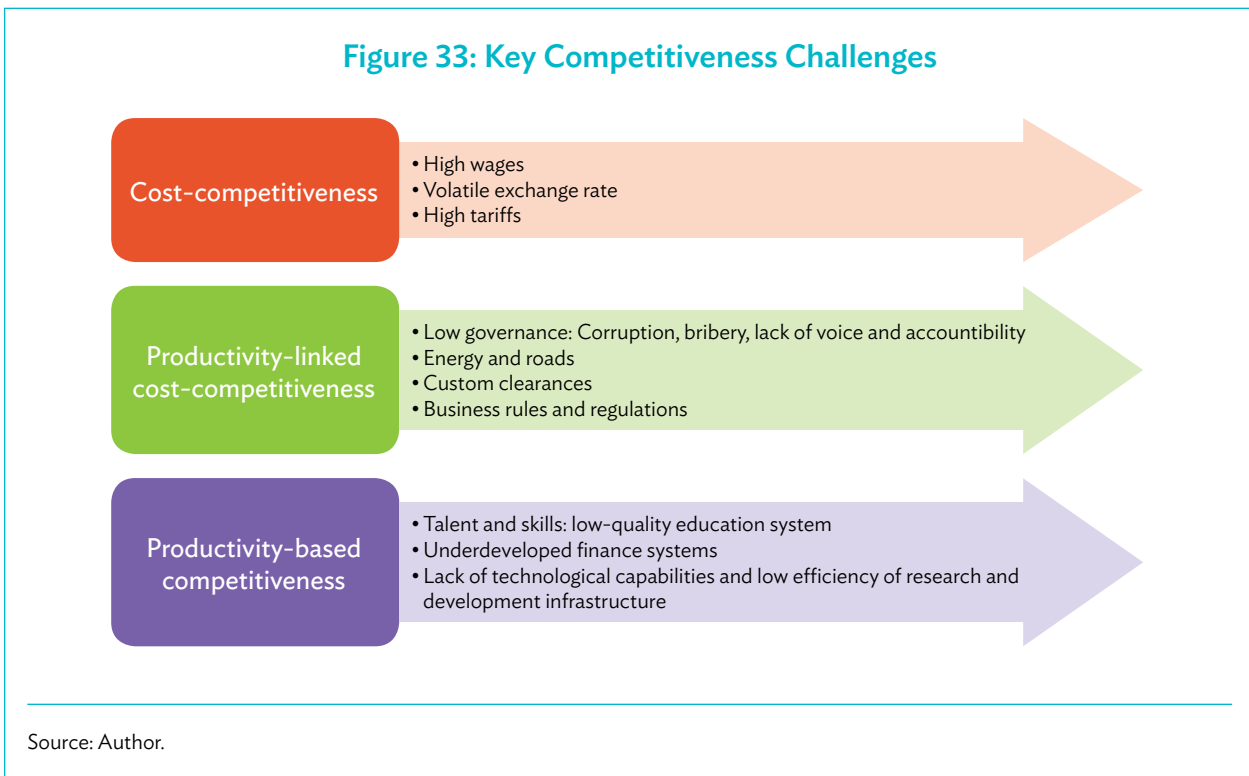 Figure 33: Key Competitiveness Challenges
Cost-competitiveness
• High wages
• Volatile exchange rate
• High tariffs
Productivity-linked
cost-competitiveness
• Low governance: Corruption, bribery, lack of voice and accountibility
• Energy and roads
• Custom clearances
• Business rules and regulations
Productivity-based
competitiveness
• Talent and skills: low-quality education system
• Underdeveloped finance systems
• Lack of technological capabilities and low efficiency of research and
development infrastructure
Source: Author.